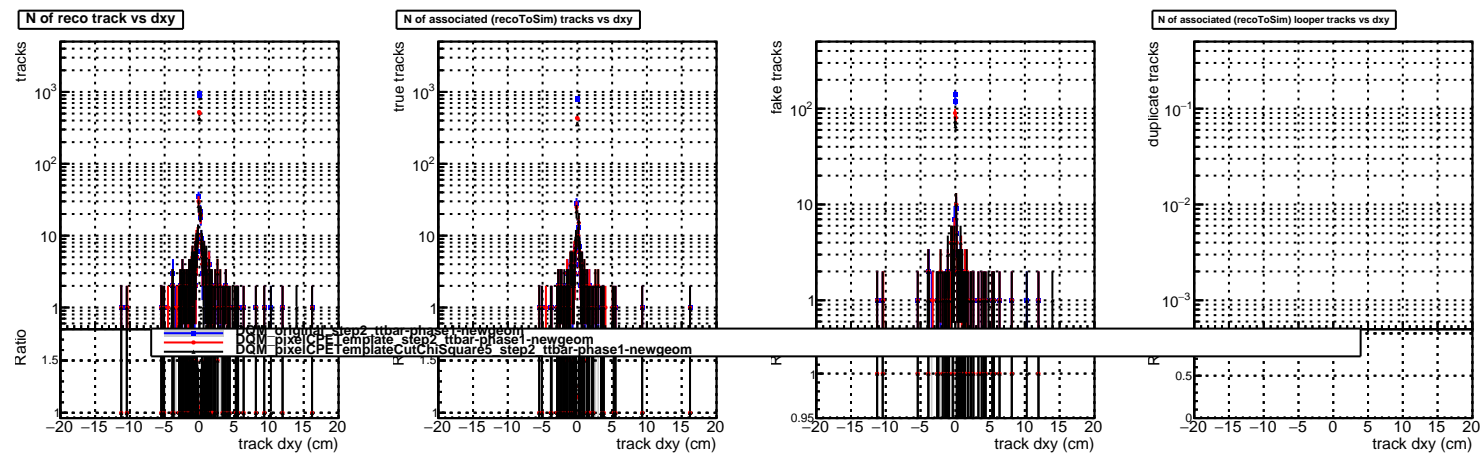 N of reco track vs dxy
tracks
10³
10²
10
1
Ratio
1.5
1
−20 −15 −10 −5 0 5 10 15 20
track dxy (cm)
N of associated (recoToSim) tracks vs dxy
true tracks
10³
10²
10
1
1.5
1
−20 −15 −10 −5 0 5 10 15 20
track dxy (cm)
fake tracks
10²
10
1
1
0.95
−20 −15 −10 −5 0 5 10 15 20
track dxy (cm)
N of associated (recoToSim) looper tracks vs dxy
duplicate tracks
10⁻¹
10⁻²
10⁻³
0.5
0
−20 −15 −10 −5 0 5 10 15 20
track dxy (cm)
DQM_original_step2_ttbar-phase1-newgeom
DQM_pixelCPETemplate_step2_ttbar-phase1-newgeom
DQM_pixelCPETemplateCutChiSquare5_step2_ttbar-phase1-newgeom